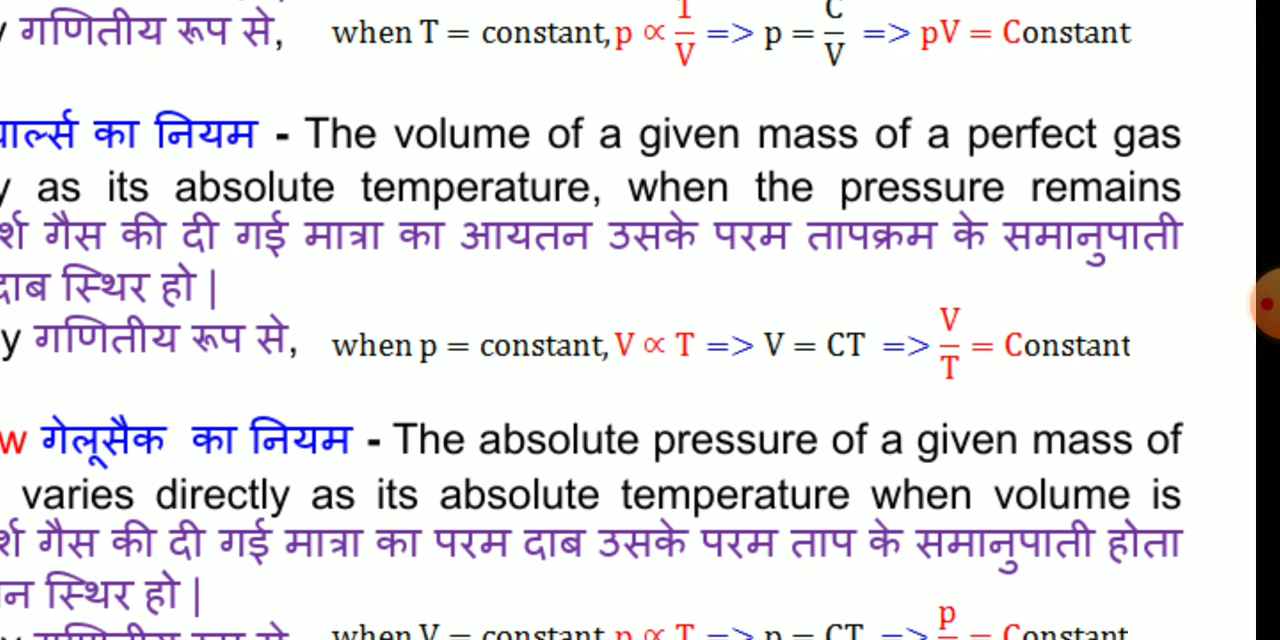 y गणितीय रूप से, when T = constant, p ∝ 1/V => p = C/V => pV = Constant
चार्ल्स का नियम - The volume of a given mass of a perfect gas
y as its absolute temperature, when the pressure remains
र्श गैस की दी गई मात्रा का आयतन उसके परम तापक्रम के समानुपाती
दाब स्थिर हो |
y गणितीय रूप से, when p = constant, V ∝ T => V = CT => V/T = Constant
w गेलूसैक का नियम - The absolute pressure of a given mass of
varies directly as its absolute temperature when volume is
र्श गैस की दी गई मात्रा का परम दाब उसके परम ताप के समानुपाती होता
न स्थिर हो |
y गणितीय रूप से, when V = constant, p ∝ T => p = CT => p = Constant